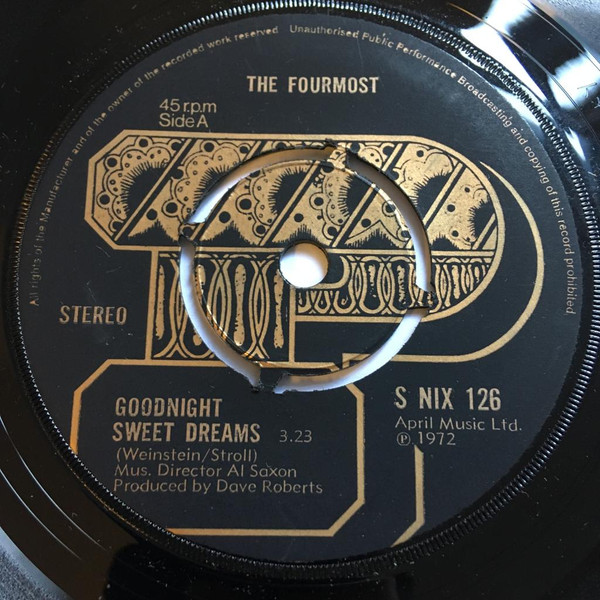 All rights of the Manufacturer and of the owner of the recorded work reserved Unauthorised Public Performance Broadcasting and copying of this record prohibited.
THE FOURMOST
45 r.p.m
Side A
STEREO
GOODNIGHT
SWEET DREAMS 3.23
(Weinstein/Stroll)
Mus. Director Al Saxon
Produced by Dave Roberts
S NIX 126
April Music Ltd.
℗ 1972